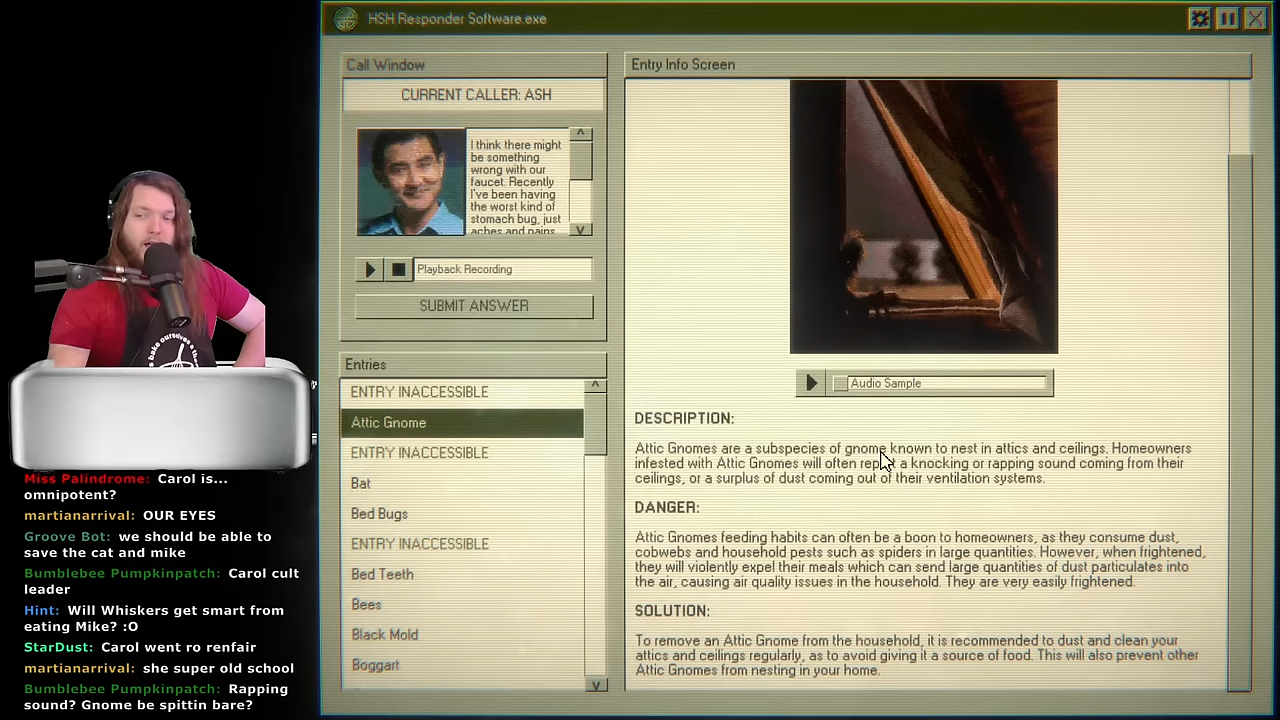 HSH Responder Software.exe
Call Window
CURRENT CALLER: ASH
I think there might
be something
wrong with our
faucet. Recently
I've been having
the worst kind of
stomach bug, just
aches and pains
Playback Recording
SUBMIT ANSWER
Entries
ENTRY INACCESSIBLE
Attic Gnome
ENTRY INACCESSIBLE
Bat
Bed Bugs
ENTRY INACCESSIBLE
Bed Teeth
Bees
Black Mold
Boggart
Entry Info Screen
Audio Sample
DESCRIPTION:
Attic Gnomes are a subspecies of gnome known to nest in attics and ceilings. Homeowners
infested with Attic Gnomes will often report a knocking or rapping sound coming from their
ceilings, or a surplus of dust coming out of their ventilation systems.
DANGER:
Attic Gnomes feeding habits can often be a boon to homeowners, as they consume dust,
cobwebs and household pests such as spiders in large quantities. However, when frightened,
they will violently expel their meals which can send large quantities of dust particulates into
the air, causing air quality issues in the household. They are very easily frightened.
SOLUTION:
To remove an Attic Gnome from the household, it is recommended to dust and clean your
attics and ceilings regularly, as to avoid giving it a source of food. This will also prevent other
Attic Gnomes from nesting in your home.
Miss Palindrome: Carol is...
omnipotent?
martianarrival: OUR EYES
Groove Bot: we should be able to
save the cat and mike
Bumblebee Pumpkinpatch: Carol cult
leader
Hint: Will Whiskers get smart from
eating Mike? :O
StarDust: Carol went ro renfair
martianarrival: she super old school
Bumblebee Pumpkinpatch: Rapping
sound? Gnome be spittin bare?